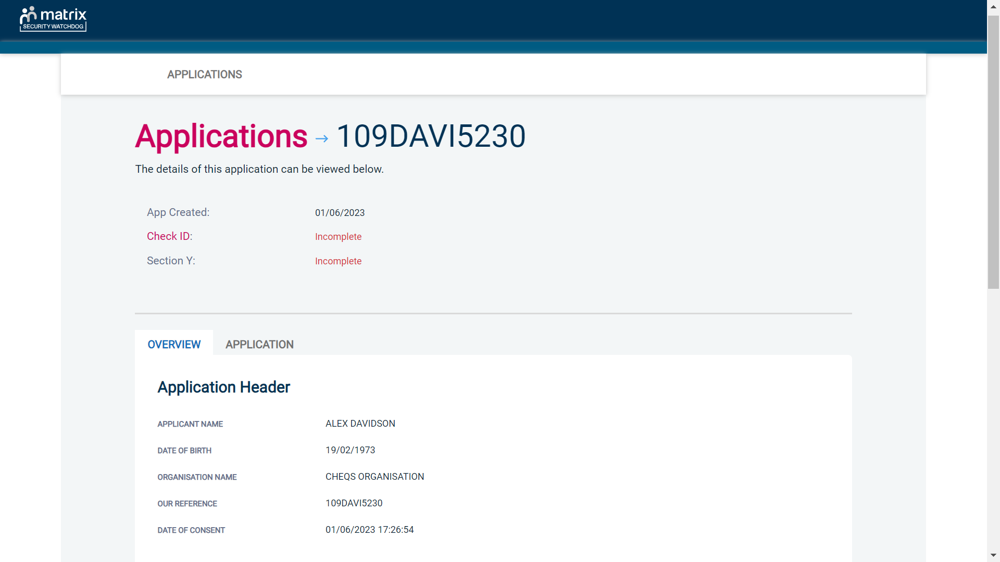 matrix
SECURITY WATCHDOG
APPLICATIONS
Applications → 109DAVI5230
The details of this application can be viewed below.
App Created: 01/06/2023
Check ID: Incomplete
Section Y: Incomplete
OVERVIEW APPLICATION
Application Header
APPLICANT NAME ALEX DAVIDSON
DATE OF BIRTH 19/02/1973
ORGANISATION NAME CHEQS ORGANISATION
OUR REFERENCE 109DAVI5230
DATE OF CONSENT 01/06/2023 17:26:54